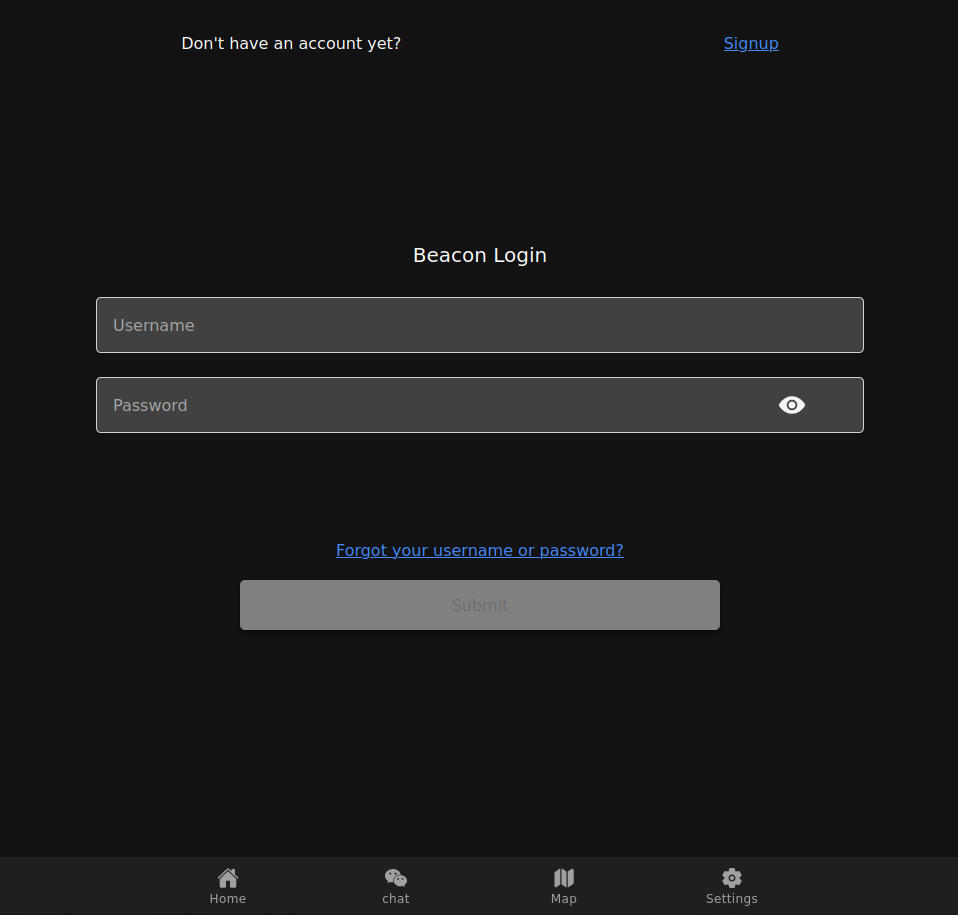 Don't have an account yet? Signup
Beacon Login
Username
Password
Forgot your username or password?
Submit
Home chat Map Settings